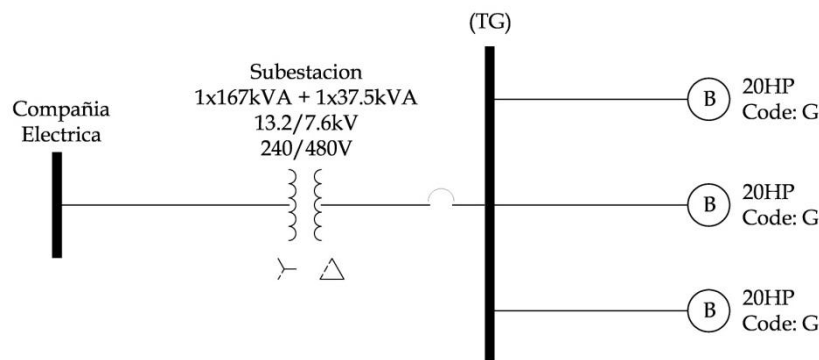 (TG)
Subestacion
1x167kVA + 1x37.5kVA
13.2/7.6kV
240/480V
Compañia
Electrica
B
20HP
Code: G
B
20HP
Code: G
B
20HP
Code: G